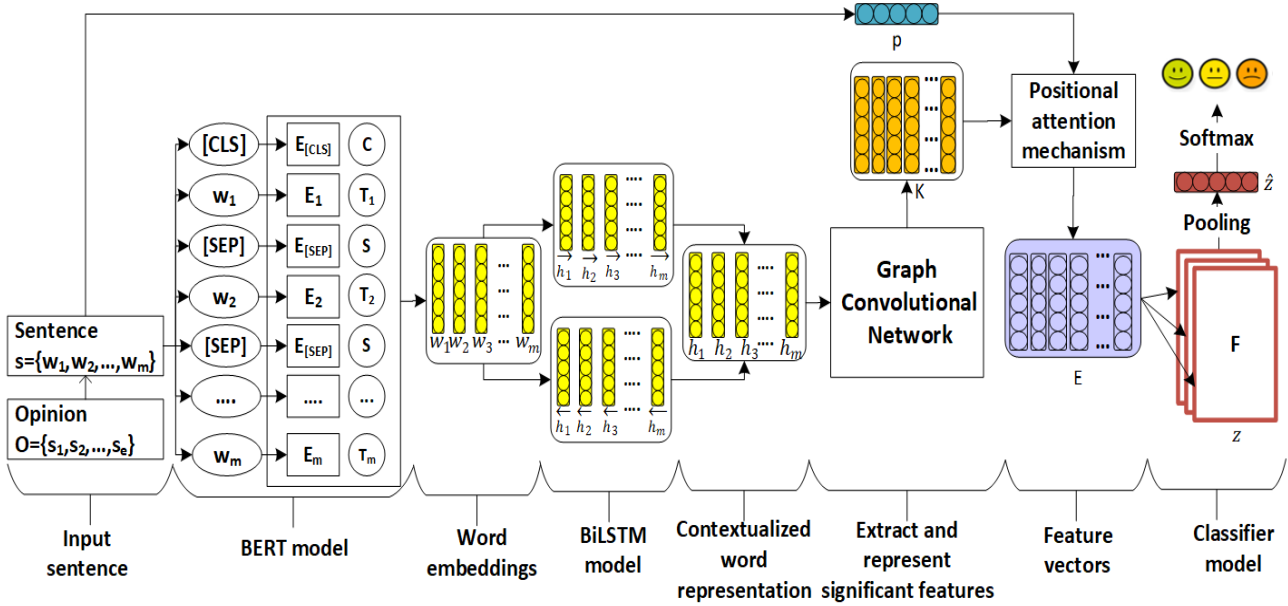 p
Positional
attention
mechanism
Softmax
ẑ
Pooling
[CLS] E[CLS] C
w1 E1 T1
[SEP] E[SEP] S
w2 E2 T2
[SEP] E[SEP] S
.... .... ...
wm Em Tm
Sentence
s={w1,w2,...,wm}
Opinion
O={s1,s2,...,se}
...
w1 w2 w3 ... wm
....
....
→h1 →h2 →h3 .... →hm
....
....
←h1 ←h2 ←h3 .... ←hm
....
....
h1 h2 h3 .... hm
...
...
K
Graph
Convolutional
Network
...
...
E
F
z
Input
sentence
BERT model
Word
embeddings
BiLSTM
model
Contextualized
word
representation
Extract and
represent
significant features
Feature
vectors
Classifier
model